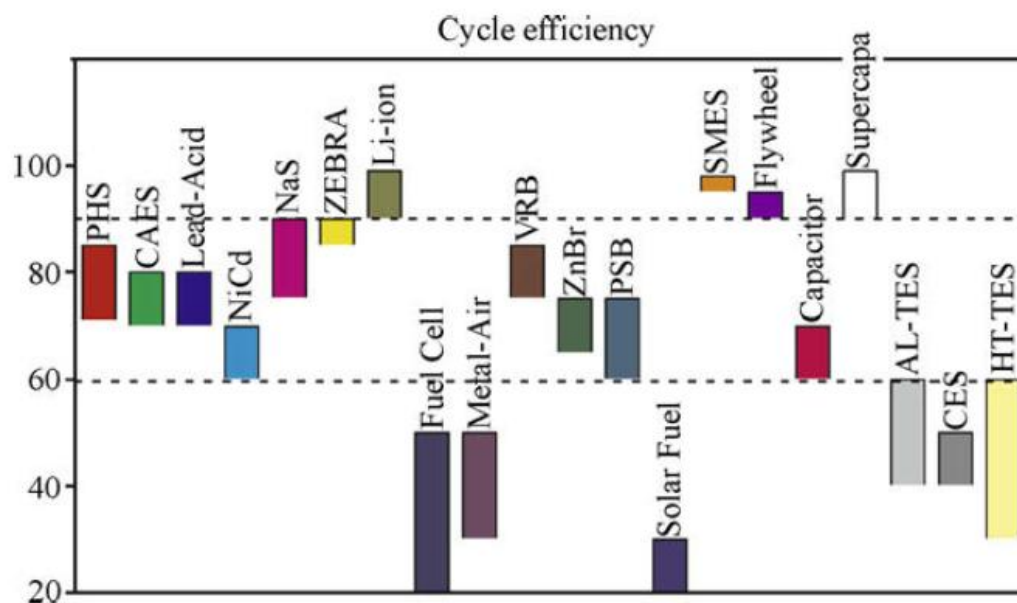 Cycle efficiency
100
80
60
40
20
PHS
CAES
Lead-Acid
NiCd
NaS
ZEBRA
Li-ion
Fuel Cell
Metal-Air
VRB
ZnBr
PSB
Solar Fuel
SMES
Flywheel
Capacitor
Supercapa
AL-TES
CES
HT-TES